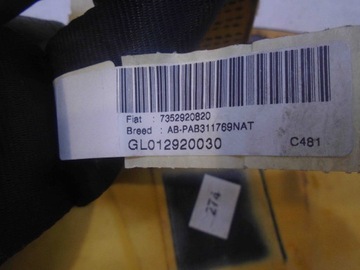 Fiat : 7352920820
Breed : AB-PAB311769NAT
GL012920030 C481
274